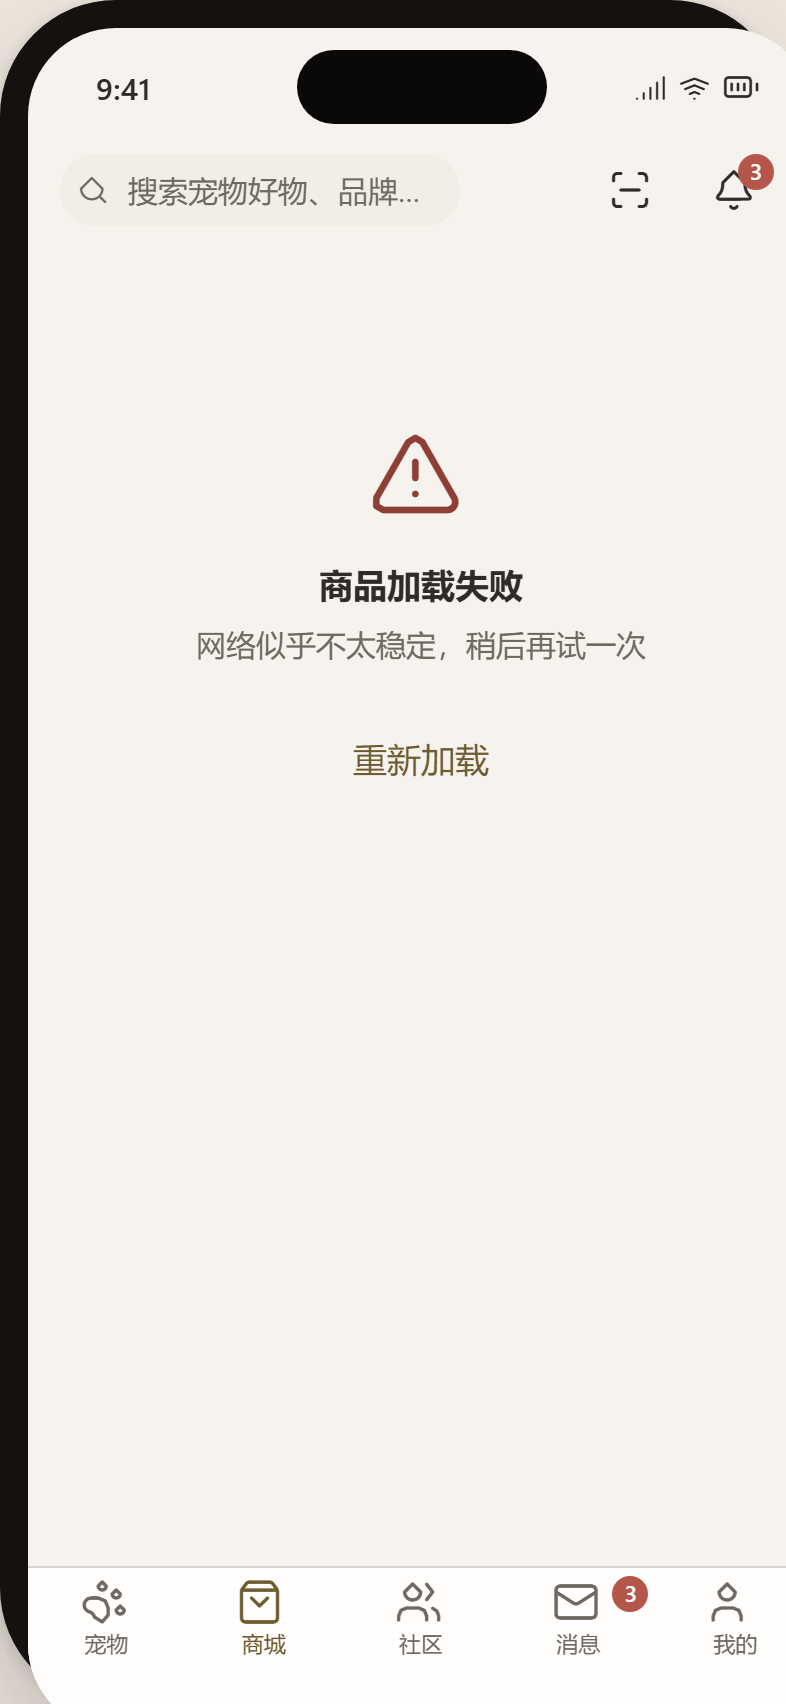 9:41
搜索宠物好物、品牌...
3
商品加载失败
网络似乎不太稳定，稍后再试一次
重新加载
3
宠物
商城
社区
消息
我的